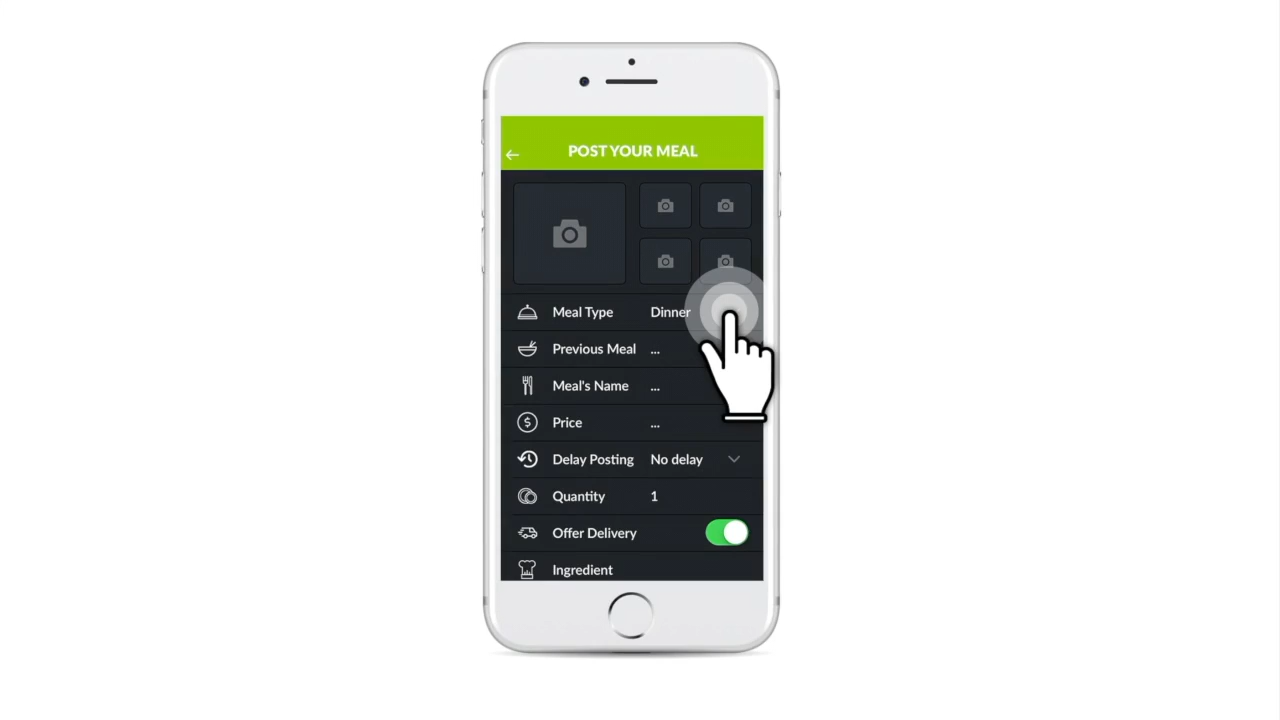 POST YOUR MEAL
Meal Type Dinner
Previous Meal ...
Meal's Name ...
Price ...
Delay Posting No delay
Quantity 1
Offer Delivery
Ingredient